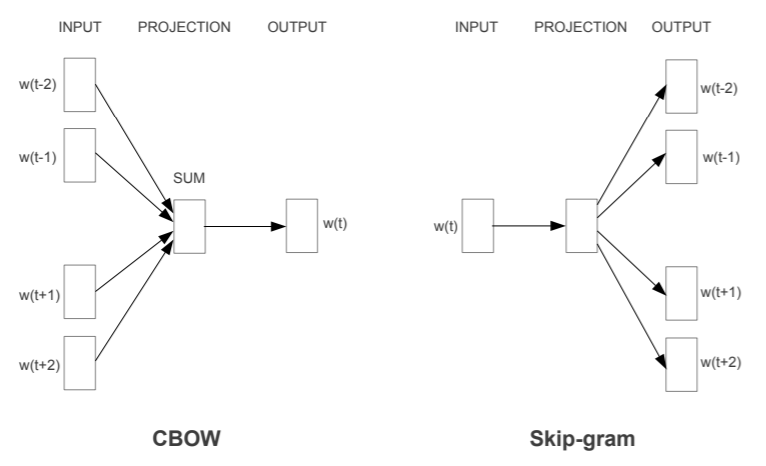 INPUT PROJECTION OUTPUT
w(t-2)
w(t-1)
SUM
w(t)
w(t+1)
w(t+2)
CBOW
INPUT PROJECTION OUTPUT
w(t-2)
w(t-1)
w(t)
w(t+1)
w(t+2)
Skip-gram